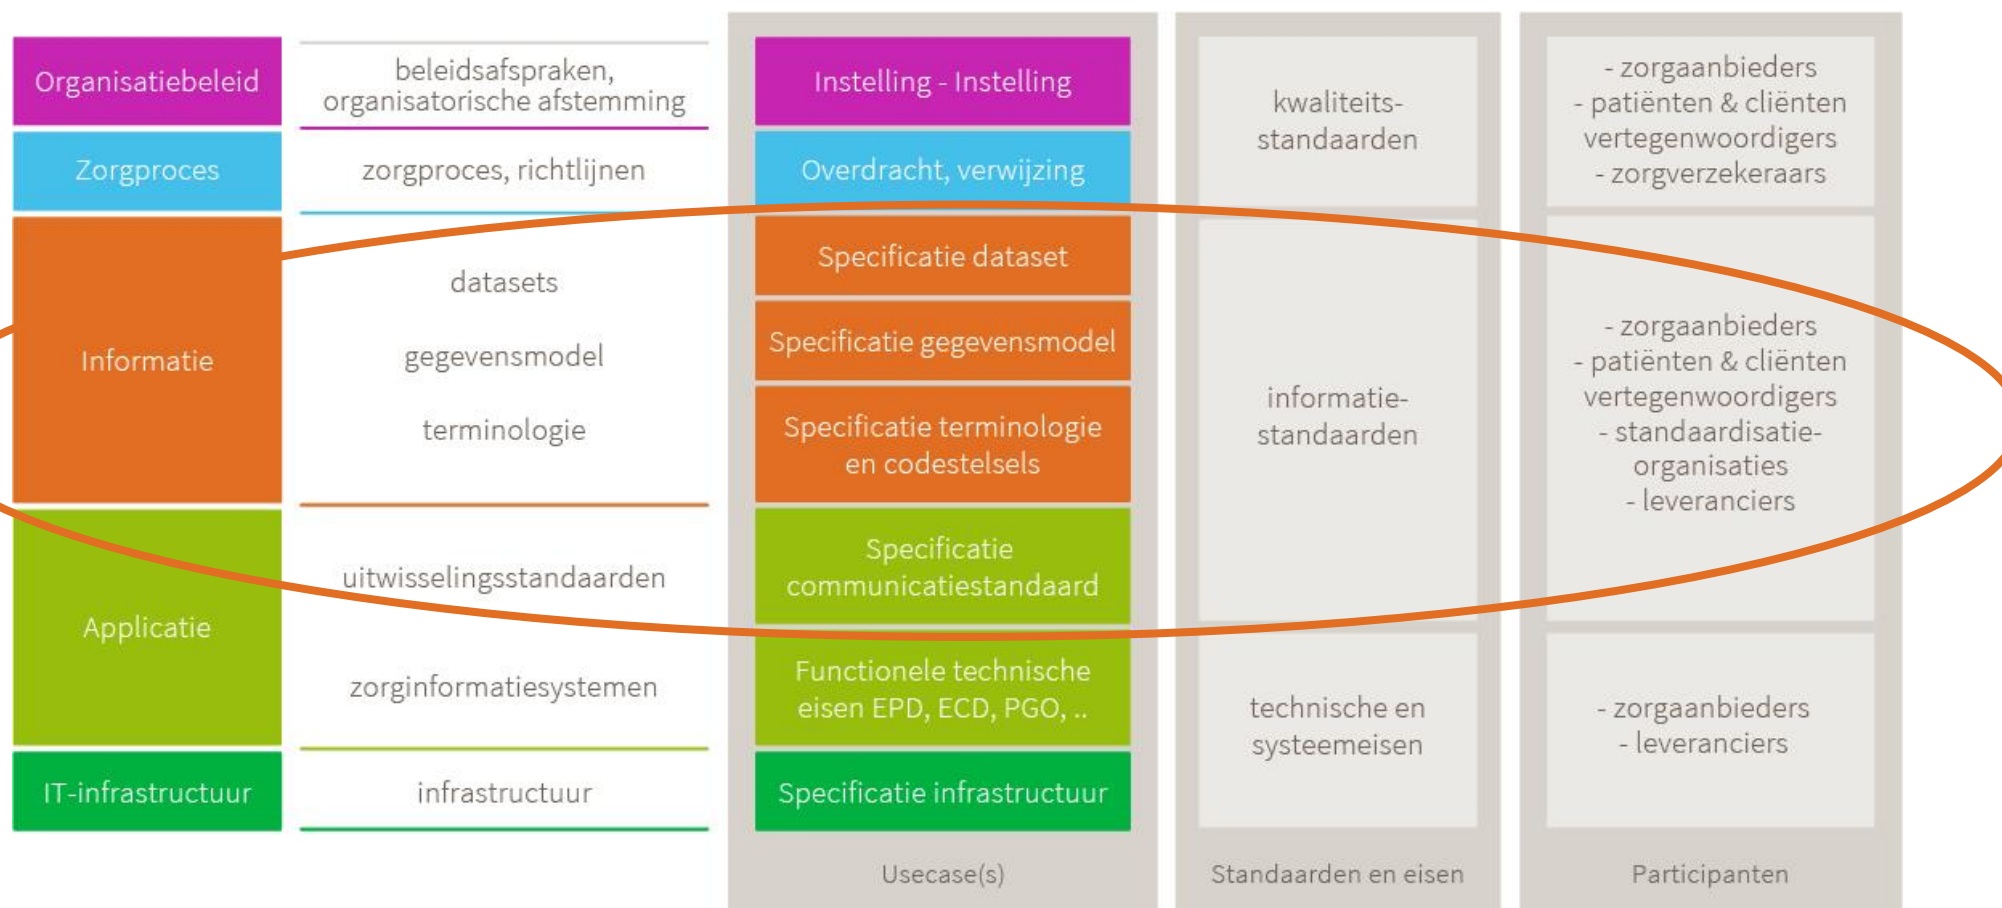 Organisatiebeleid
beleidsafspraken,
organisatorische afstemming
Instelling - Instelling
kwaliteits-
standaarden
- zorgaanbieders
- patiënten & cliënten
vertegenwoordigers
- zorgverzekeraars
Zorgproces
zorgproces, richtlijnen
Overdracht, verwijzing
Informatie
datasets
gegevensmodel
terminologie
Specificatie dataset
Specificatie gegevensmodel
Specificatie terminologie
en codestelsels
informatie-
standaarden
- zorgaanbieders
- patiënten & cliënten
vertegenwoordigers
- standaardisatie-
organisaties
- leveranciers
Applicatie
uitwisselingsstandaarden
zorginformatiesystemen
Specificatie
communicatiestandaard
Functionele technische
eisen EPD, ECD, PGO, ..
technische en
systeemeisen
- zorgaanbieders
- leveranciers
IT-infrastructuur
infrastructuur
Specificatie infrastructuur
Usecase(s)
Standaarden en eisen
Participanten